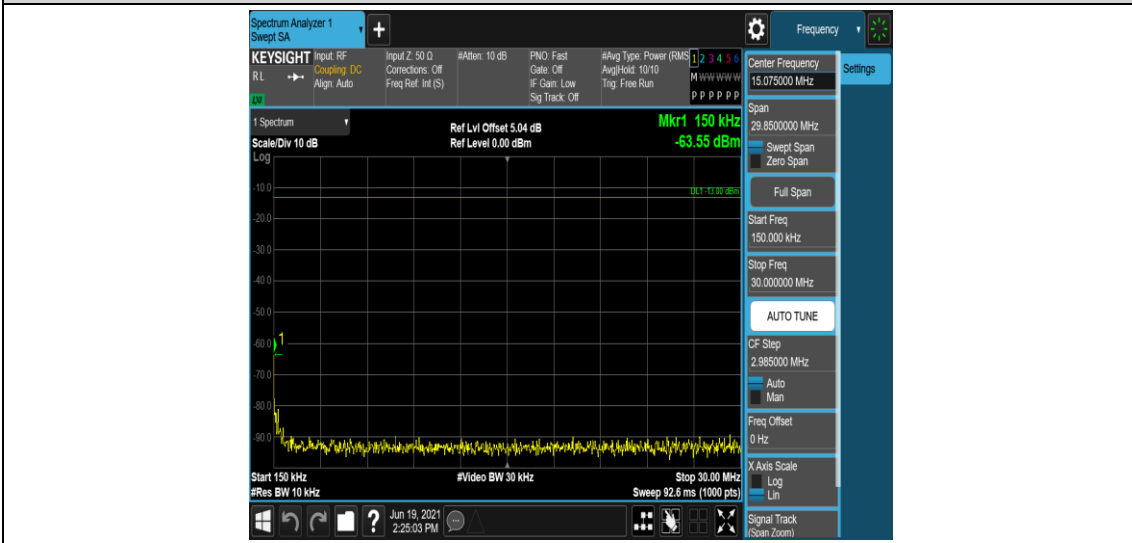 Spectrum Analyzer 1
Swept SA
Frequency
KEYSIGHT
RL
LXI
Input: RF
Coupling: DC
Align: Auto
Input Z: 50 Ω
Corrections: Off
Freq Ref: Int (S)
#Atten: 10 dB
PNO: Fast
Gate: Off
IF Gain: Low
Sig Track: Off
#Avg Type: Power (RMS
Avg|Hold: 10/10
Trig: Free Run
1 2 3 4 5 6
M W W W W W
P P P P P P
1 Spectrum
Scale/Div 10 dB
Log
Ref Lvl Offset 5.04 dB
Ref Level 0.00 dBm
Mkr1 150 kHz
-63.55 dBm
DL1 -13.00 dBm
-10.0
-20.0
-30.0
-40.0
-50.0
-60.0
1
-70.0
-80.0
-90.0
Start 150 kHz
#Res BW 10 kHz
#Video BW 30 kHz
Stop 30.00 MHz
Sweep 92.6 ms (1000 pts)
Jun 19, 2021
2:25:03 PM
Center Frequency
15.075000 MHz
Span
29.8500000 MHz
Swept Span
Zero Span
Full Span
Start Freq
150.000 kHz
Stop Freq
30.000000 MHz
AUTO TUNE
CF Step
2.985000 MHz
Auto
Man
Freq Offset
0 Hz
X Axis Scale
Log
Lin
Signal Track
(Span Zoom)
Settings